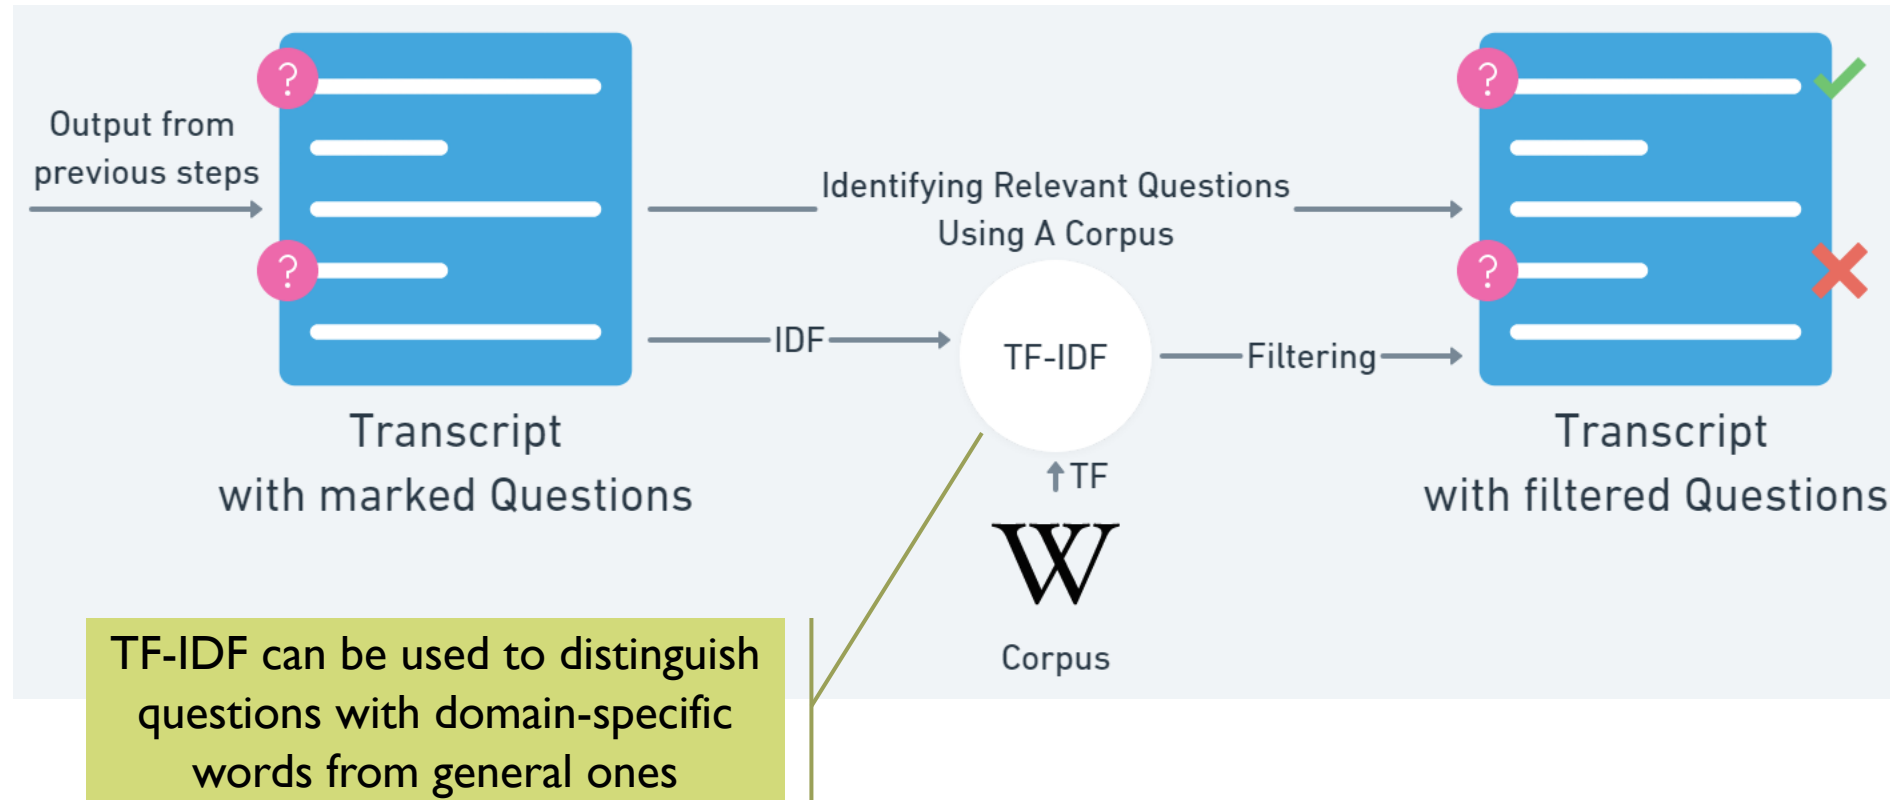 ?
?
Output from
previous steps
Transcript
with marked Questions
Identifying Relevant Questions
Using A Corpus
IDF
TF-IDF
Filtering
TF
W
Corpus
?
?
Transcript
with filtered Questions
TF-IDF can be used to distinguish
questions with domain-specific
words from general ones